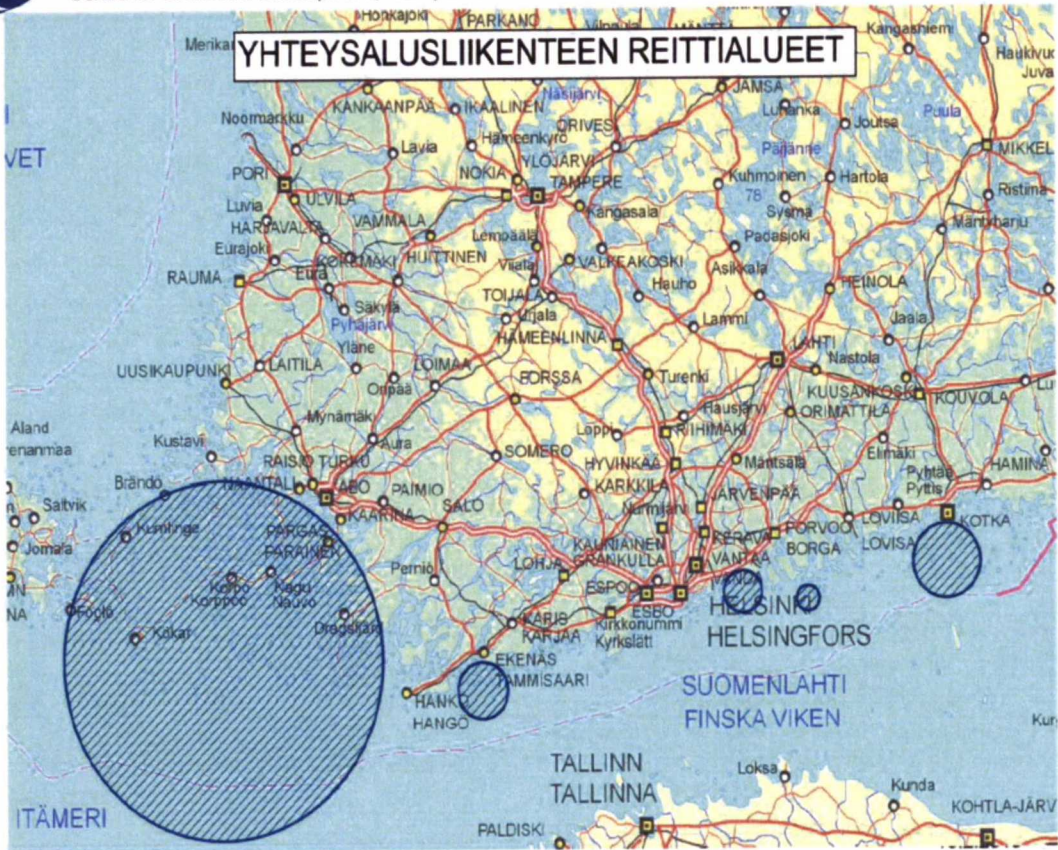 Honkajoki
PARKANO
Kangasniemi
YHTEYSALUSLIIKENTEEN REITTIALUEET
Näsijärvi
JÄMSÄ
KANKAANPÄÄ
IKAALINEN
Luhanka
Puula
Noormarkku
Hämeenkyrö
ORIVESI
Joutsa
VET
Lavia
YLÖJÄRVI
Päijänne
MIKKEL
PORI
NOKIA
TAMPERE
Kuhmoinen
Hartola
ULVILA
78
Ristiina
Luvia
VAMMALA
Kangasala
Sysmä
Mäntyharju
HARJAVALTA
Lempäälä
Padasjoki
Eurajoki
KOKEMÄKI
HUITTINEN
VALKEAKOSKI
Asikkala
RAUMA
Eura
Viiala
HEINOLA
Säkylä
TOIJALA
Hauho
Pyhäjärvi
Urjala
Lammi
Jaala
HÄMEENLINNA
Yläne
LOIMAA
LAHTI
Nastola
UUSIKAUPUNKI
LAITILA
Oripää
FORSSA
Turenki
KUUSANKOSKI
KOUVOLA
Mynämäki
Hausjärvi
ORIMATTILA
Åland
Kustavi
Aura
Loppi
RIIHIMÄKI
Elimäki
SOMERO
RAISIO
TURKU
HYVINKÄÄ
Mäntsälä
Pyhtää
HAMINA
Brändö
NAANTALI
ÅBO
PAIMIO
KARKKILA
Pyttis
Saltvik
KAARINA
SALO
Nurmijärvi
JÄRVENPÄÄ
LOVIISA
KOTKA
Kumlinge
PARGAS
KERAVA
PORVOO
LOVISA
Jomala
PARAINEN
KAUNIAINEN
BORGÅ
GRANKULLA
VANTAA
Perniö
LOHJA
VANDA
Korpo
Nagu
ESPOO
NA
Föglö
Korppoo
Nauvo
ESBO
HELSINKI
Dragsfjärd
KARIS
Kirkkonummi
HELSINGFORS
Kökar
KARJAA
Kyrkslätt
EKENÄS
TAMMISAARI
SUOMENLAHTI
HANKO
FINSKA VIKEN
HANGÖ
TALLINN
Loksa
TALLINNA
Kunda
ITÄMERI
KOHTLA-JÄRV
PALDISKI